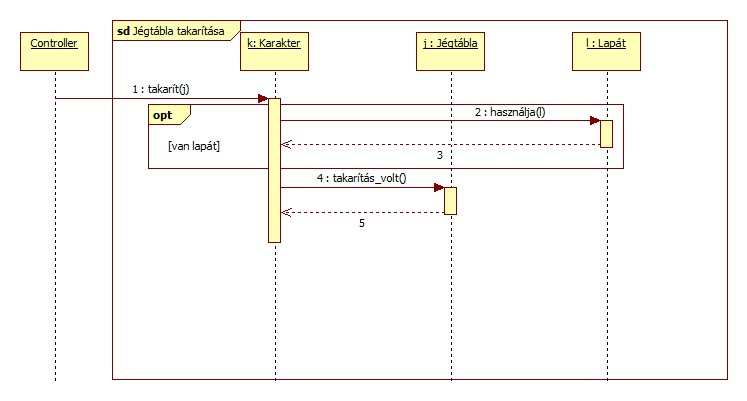 sd Jégtábla takarítása
Controller
k: Karakter
j : Jégtábla
l : Lapát
1 : takarít(j)
opt
2 : használja(l)
[van lapát]
3
4 : takarítás_volt()
5